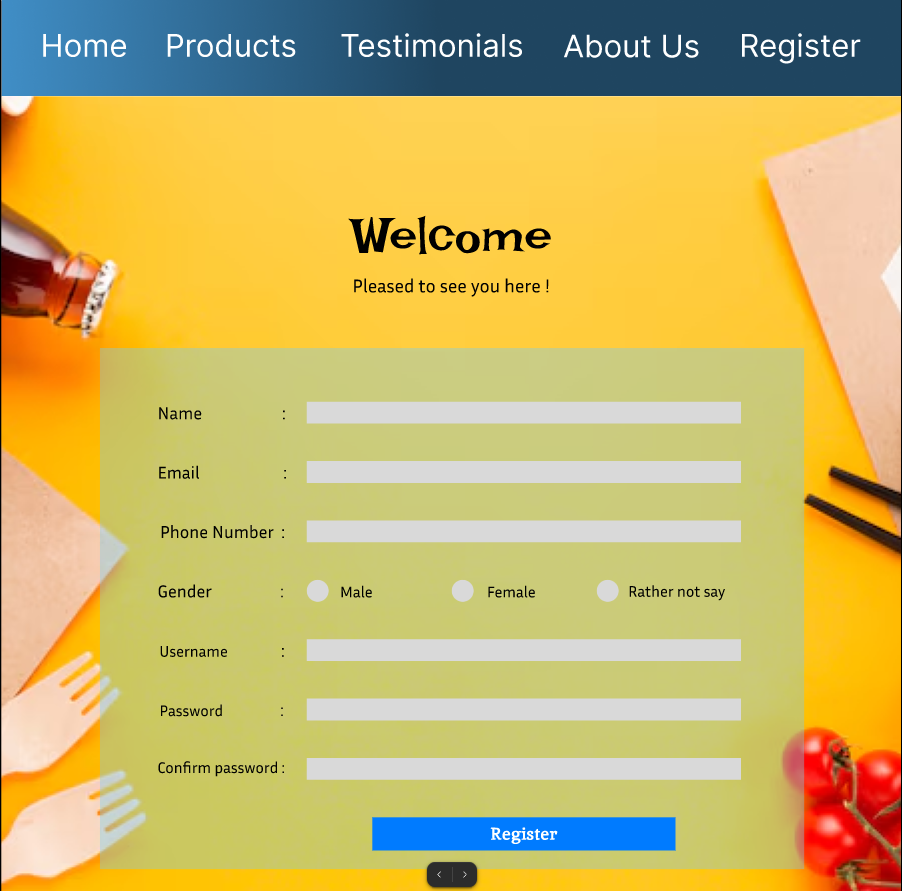 Home Products Testimonials About Us Register
Welcome
Pleased to see you here !
Name :
Email :
Phone Number :
Gender : Male Female Rather not say
Username :
Password :
Confirm password :
Register